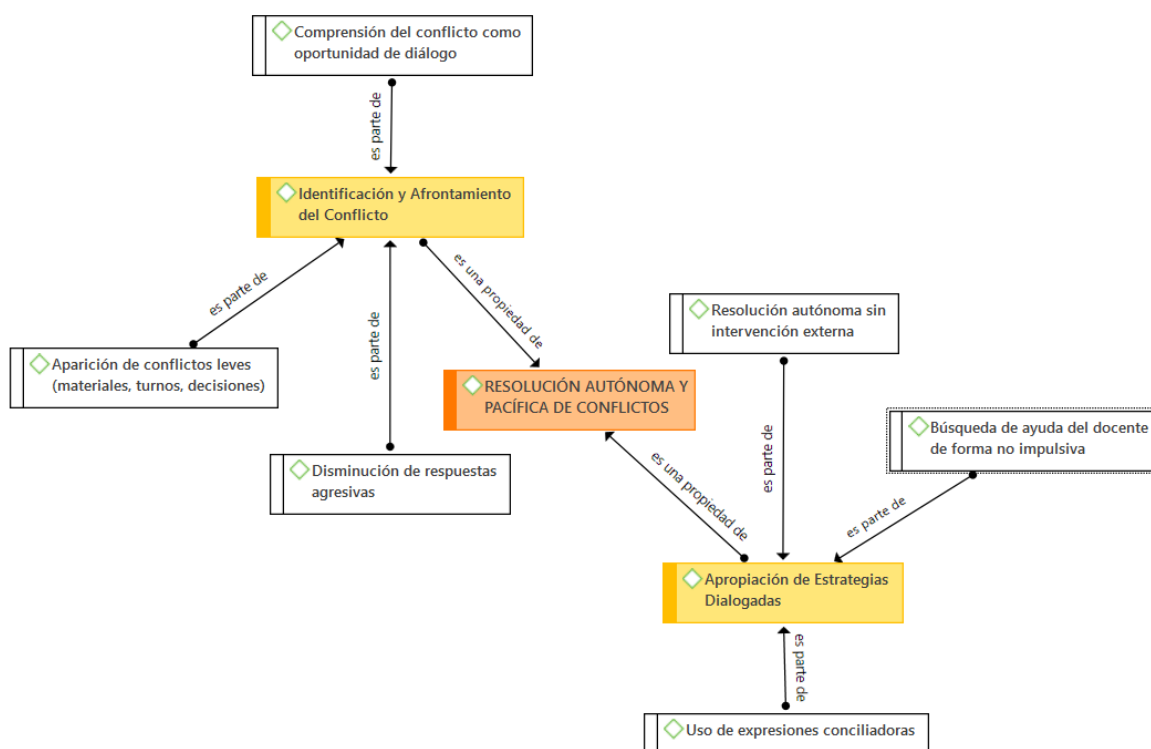 Comprensión del conflicto como
oportunidad de diálogo
es parte de
Identificación y Afrontamiento
del Conflicto
es parte de
es parte de
es una propiedad de
Aparición de conflictos leves
(materiales, turnos, decisiones)
Disminución de respuestas
agresivas
RESOLUCIÓN AUTÓNOMA Y
PACÍFICA DE CONFLICTOS
Resolución autónoma sin
intervención externa
es parte de
Búsqueda de ayuda del docente
de forma no impulsiva
es una propiedad de
es parte de
Apropiación de Estrategias
Dialogadas
es parte de
Uso de expresiones conciliadoras